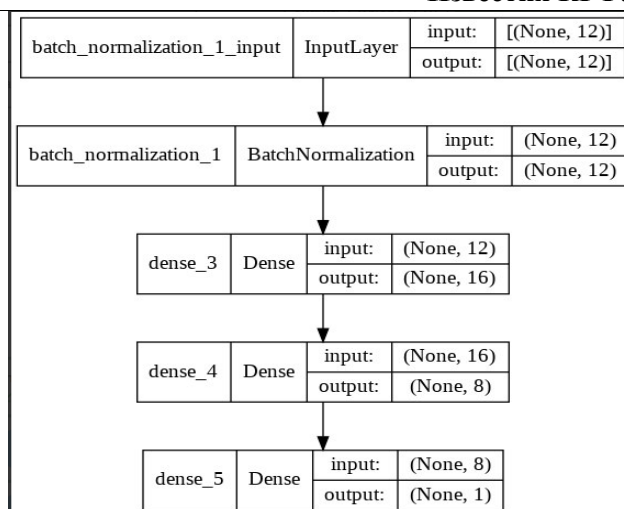 batch_normalization_1_input InputLayer input: [(None, 12)]
output: [(None, 12)]
batch_normalization_1 BatchNormalization input: (None, 12)
output: (None, 12)
dense_3 Dense input: (None, 12)
output: (None, 16)
dense_4 Dense input: (None, 16)
output: (None, 8)
dense_5 Dense input: (None, 8)
output: (None, 1)